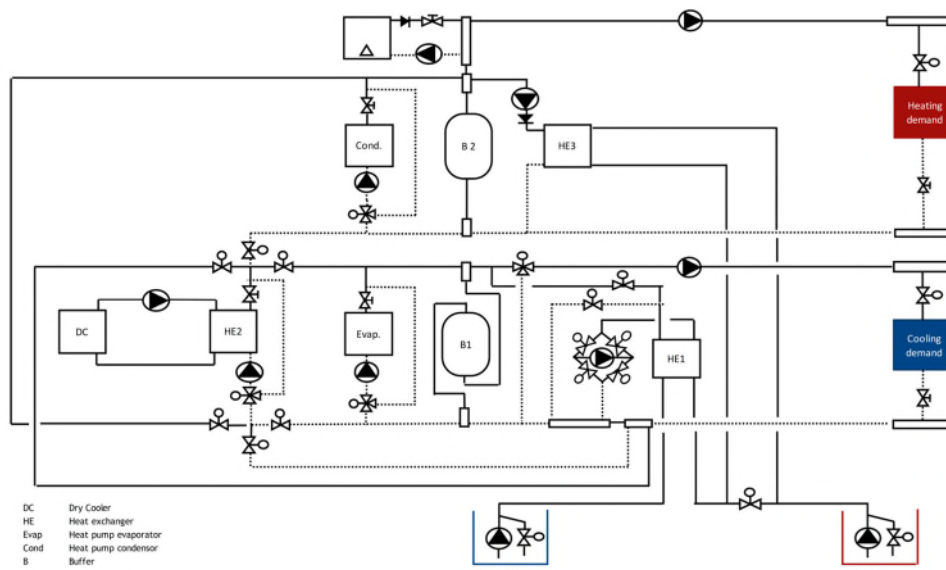 Heating
demand
Cond.
B 2
HE3
DC
HE2
Evap.
B1
HE1
Cooling
demand
DC Dry Cooler
HE Heat exchanger
Evap Heat pump evaporator
Cond Heat pump condensor
B Buffer